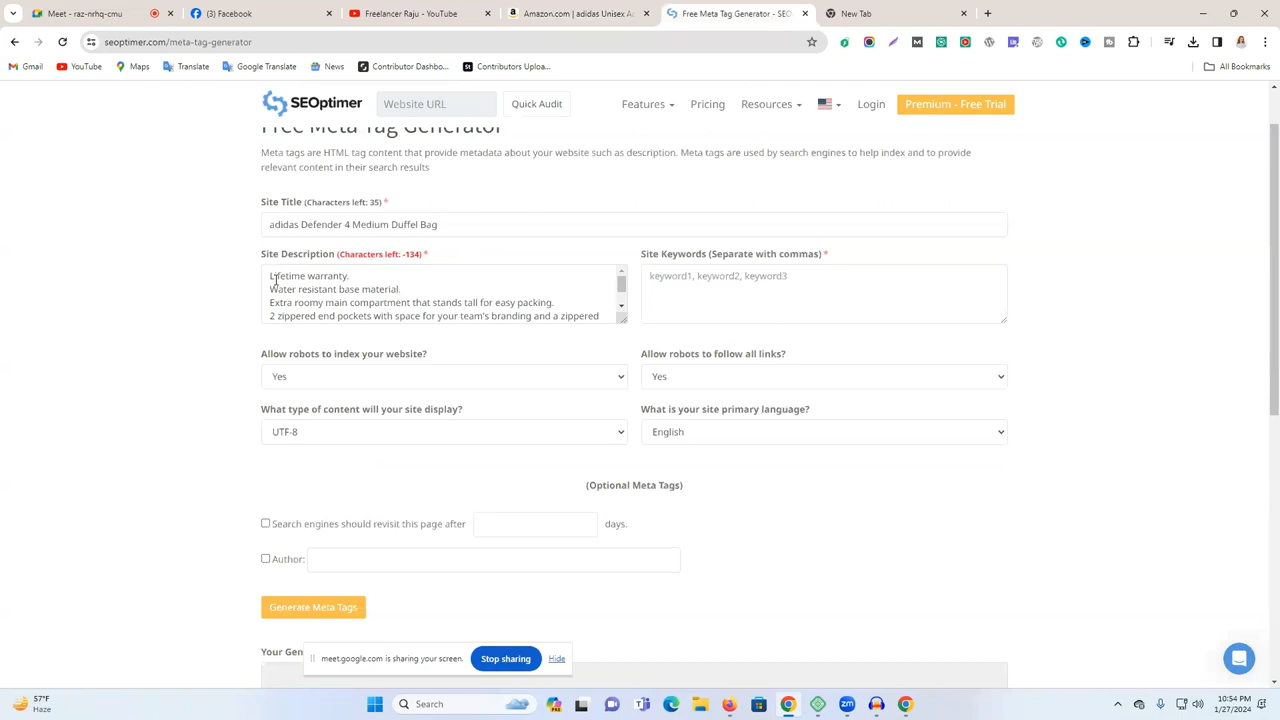 Meet -
(3) Facebook
Freelancer Raju - YouTube
Amazon.com | adidas Unisex Ad
Free Meta Tag Generator - SEO
New Tab
seoptimer.com/meta-tag-generator
Gmail
YouTube
Maps
Translate
Google Translate
News
Contributor Dashbo...
Contributors Uploa...
All Bookmarks
SEOptimer
Website URL
Quick Audit
Features
Pricing
Resources
Login
Premium - Free Trial
Free Meta Tag Generator
Meta tags are HTML tag content that provide metadata about your website such as description. Meta tags are used by search engines to help index and to provide
relevant content in their search results
Site Title (Characters left: 35) *
adidas Defender 4 Medium Duffel Bag
Site Description (Characters left: -134) *
Site Keywords (Separate with commas) *
Lifetime warranty.
Water resistant base material.
Extra roomy main compartment that stands tall for easy packing.
2 zippered end pockets with space for your team's branding and a zippered
keyword1, keyword2, keyword3
Allow robots to index your website?
Allow robots to follow all links?
Yes
Yes
What type of content will your site display?
What is your site primary language?
UTF-8
English
(Optional Meta Tags)
Search engines should revisit this page after
days.
Author:
Generate Meta Tags
Your Gen
meet.google.com is sharing your screen.
Stop sharing
Hide
57°F
Haze
Search
10:54 PM
1/27/2024